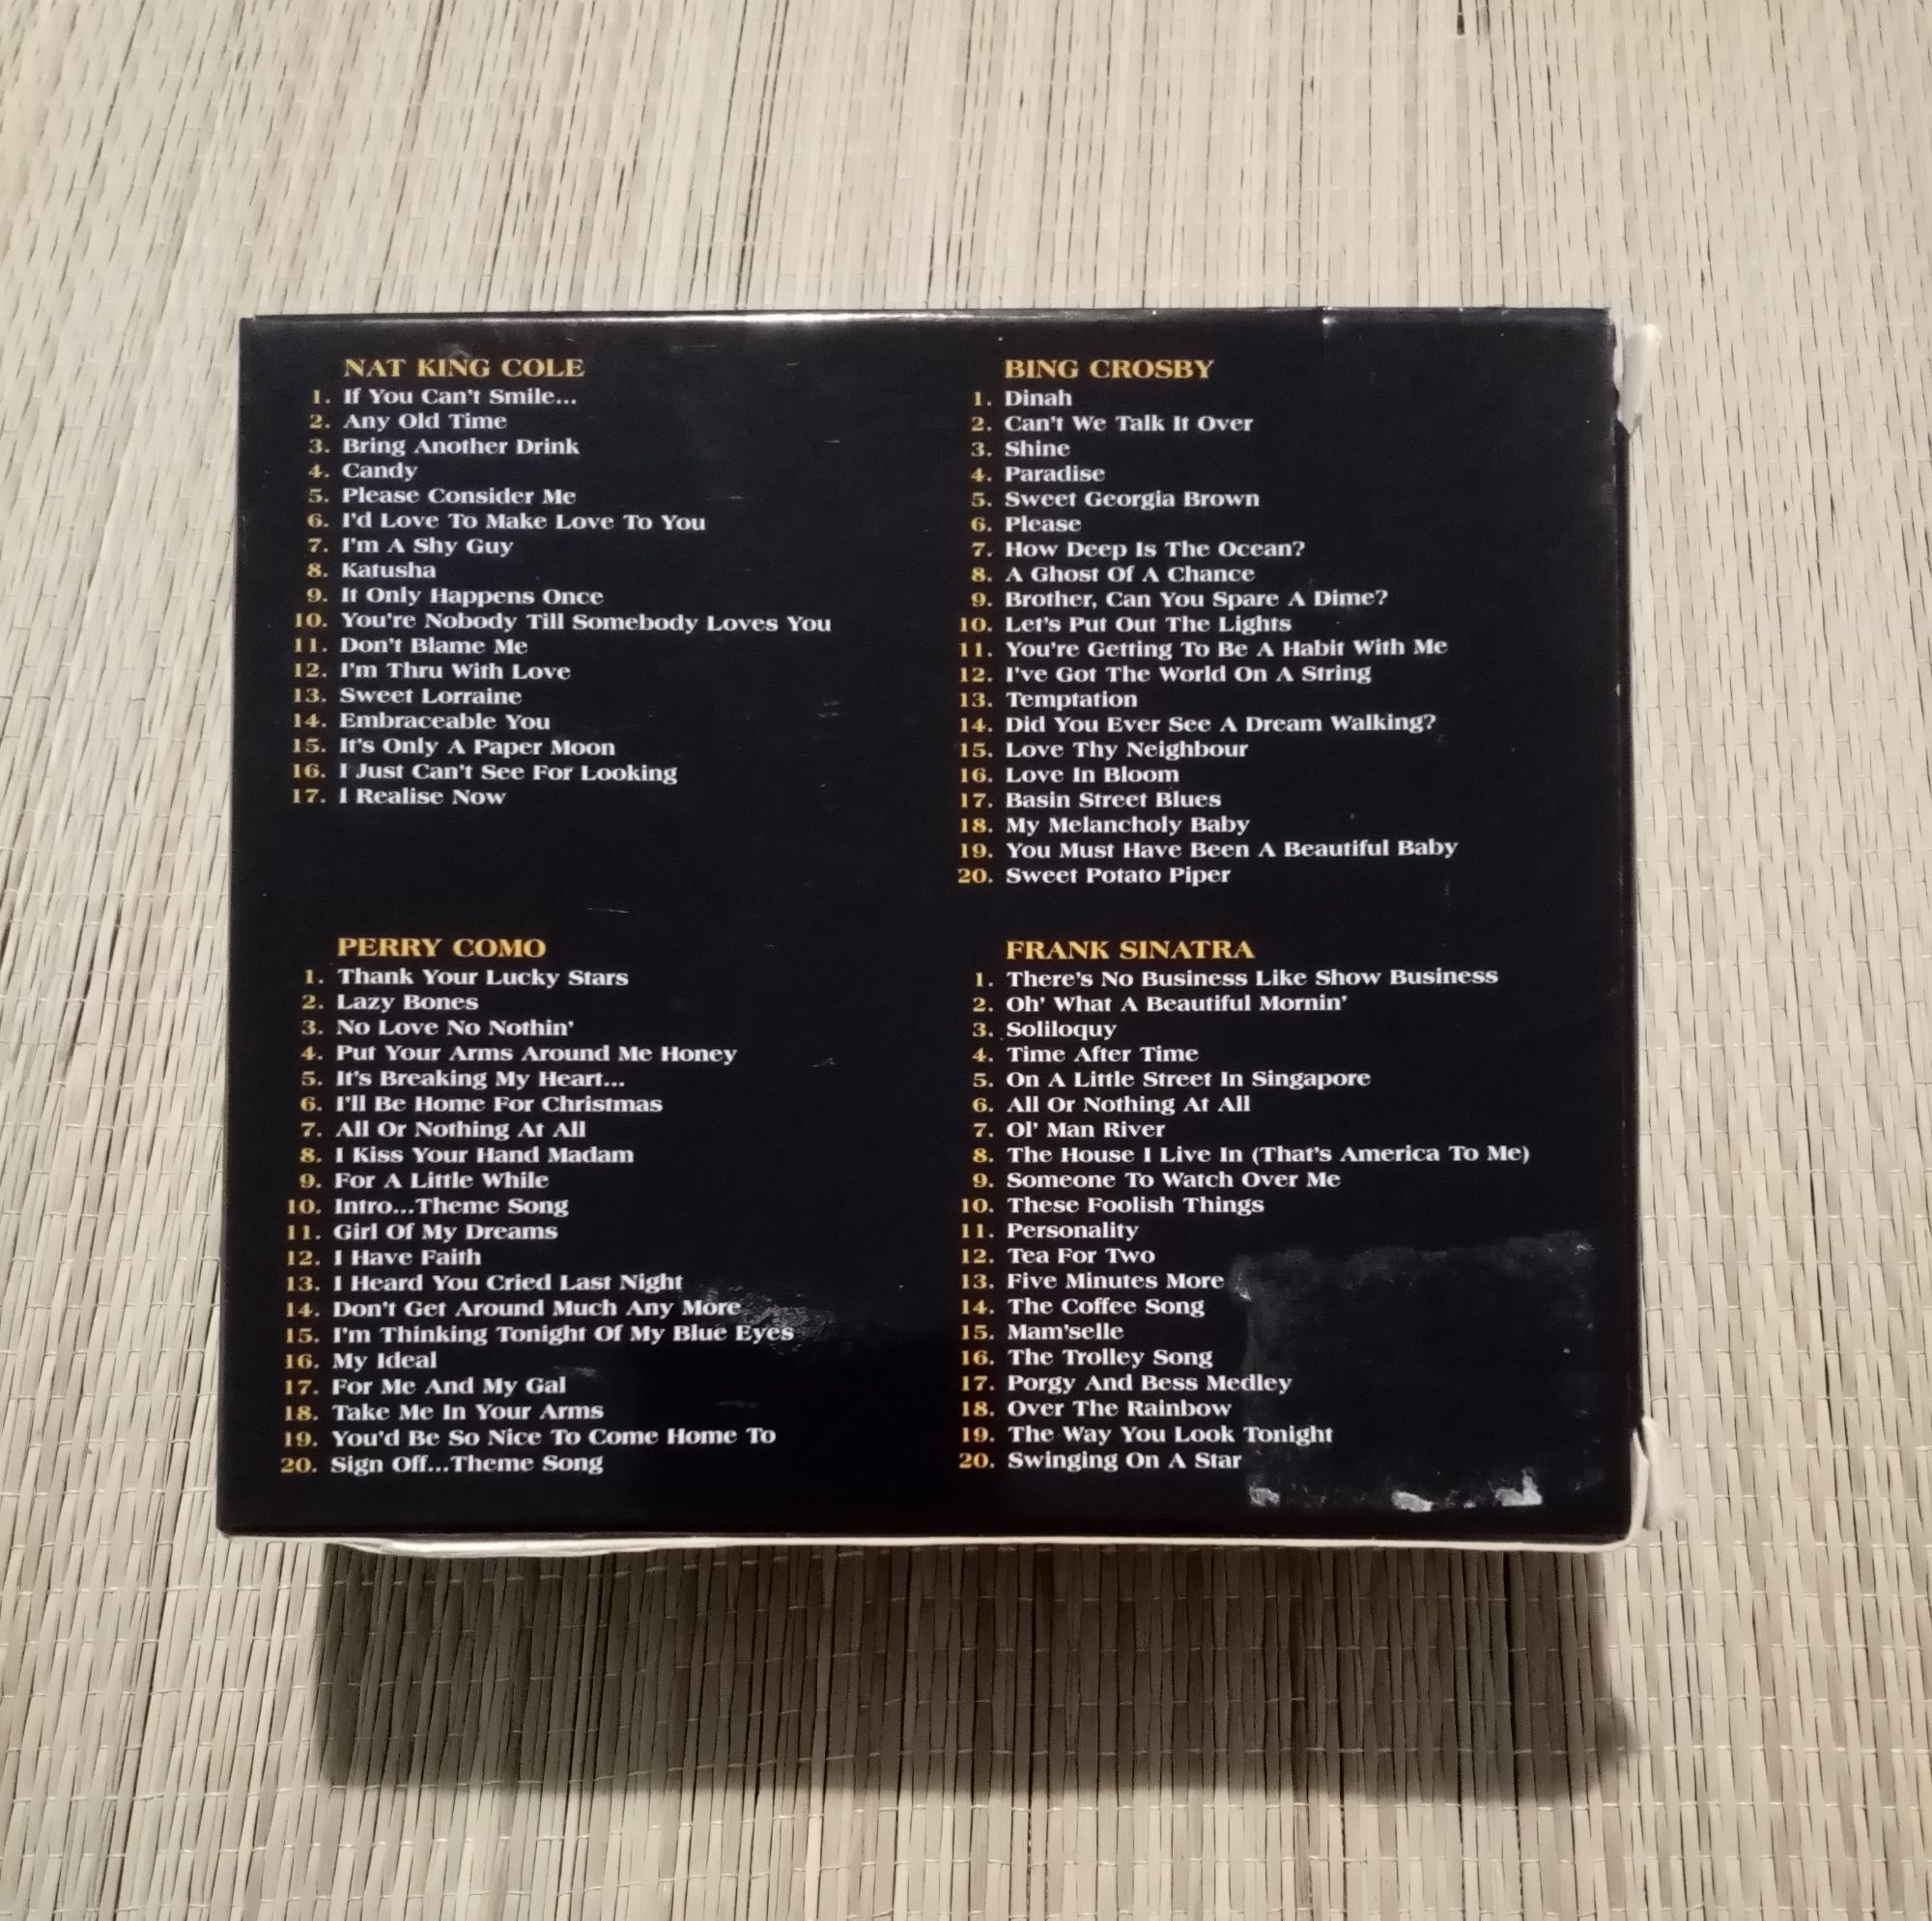 NAT KING COLE
1. If You Can't Smile...
2. Any Old Time
3. Bring Another Drink
4. Candy
5. Please Consider Me
6. I'd Love To Make Love To You
7. I'm A Shy Guy
8. Katusha
9. It Only Happens Once
10. You're Nobody Till Somebody Loves You
11. Don't Blame Me
12. I'm Thru With Love
13. Sweet Lorraine
14. Embraceable You
15. It's Only A Paper Moon
16. I Just Can't See For Looking
17. I Realise Now
BING CROSBY
1. Dinah
2. Can't We Talk It Over
3. Shine
4. Paradise
5. Sweet Georgia Brown
6. Please
7. How Deep Is The Ocean?
8. A Ghost Of A Chance
9. Brother, Can You Spare A Dime?
10. Let's Put Out The Lights
11. You're Getting To Be A Habit With Me
12. I've Got The World On A String
13. Temptation
14. Did You Ever See A Dream Walking?
15. Love Thy Neighbour
16. Love In Bloom
17. Basin Street Blues
18. My Melancholy Baby
19. You Must Have Been A Beautiful Baby
20. Sweet Potato Piper
PERRY COMO
1. Thank Your Lucky Stars
2. Lazy Bones
3. No Love No Nothin'
4. Put Your Arms Around Me Honey
5. It's Breaking My Heart...
6. I'll Be Home For Christmas
7. All Or Nothing At All
8. I Kiss Your Hand Madam
9. For A Little While
10. Intro...Theme Song
11. Girl Of My Dreams
12. I Have Faith
13. I Heard You Cried Last Night
14. Don't Get Around Much Any More
15. I'm Thinking Tonight Of My Blue Eyes
16. My Ideal
17. For Me And My Gal
18. Take Me In Your Arms
19. You'd Be So Nice To Come Home To
20. Sign Off...Theme Song
FRANK SINATRA
1. There's No Business Like Show Business
2. Oh' What A Beautiful Mornin'
3. Soliloquy
4. Time After Time
5. On A Little Street In Singapore
6. All Or Nothing At All
7. Ol' Man River
8. The House I Live In (That's America To Me)
9. Someone To Watch Over Me
10. These Foolish Things
11. Personality
12. Tea For Two
13. Five Minutes More
14. The Coffee Song
15. Mam'selle
16. The Trolley Song
17. Porgy And Bess Medley
18. Over The Rainbow
19. The Way You Look Tonight
20. Swinging On A Star